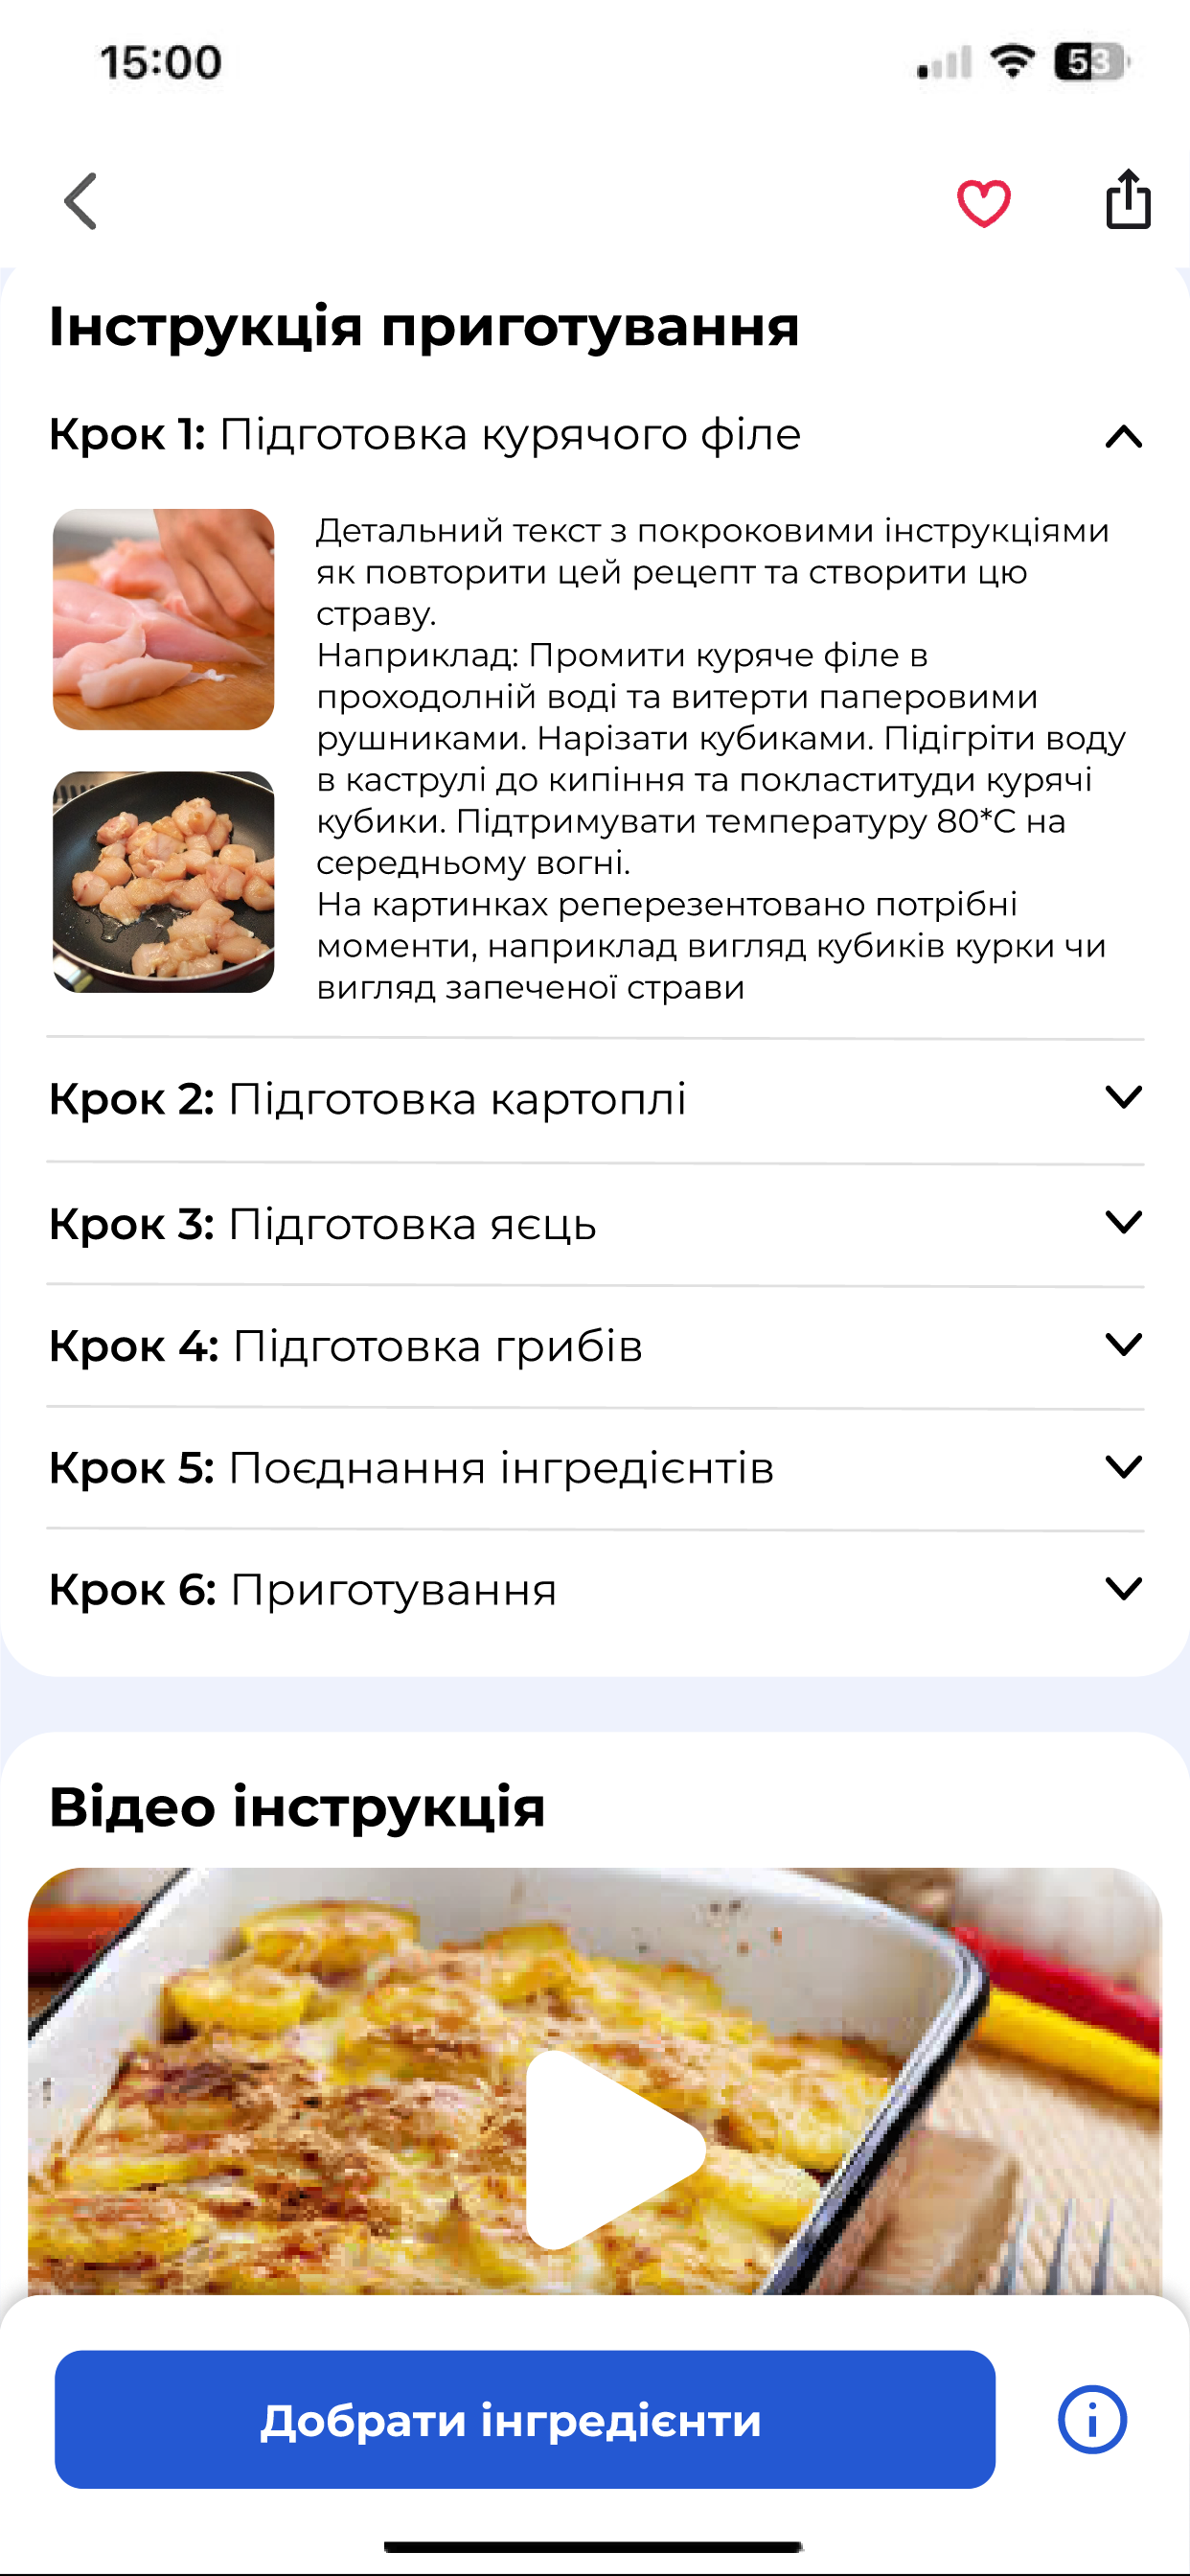 15:00
53
Інструкція приготування
Крок 1: Підготовка курячого філе
Детальний текст з покроковими інструкціями
як повторити цей рецепт та створити цю
страву.
Наприклад: Промити куряче філе в
проходолній воді та витерти паперовими
рушниками. Нарізати кубиками. Підігріти воду
в каструлі до кипіння та поклаституди курячі
кубики. Підтримувати температуру 80*С на
середньому вогні.
На картинках реперезентовано потрібні
моменти, наприклад вигляд кубиків курки чи
вигляд запеченої страви
Крок 2: Підготовка картоплі
Крок 3: Підготовка яєць
Крок 4: Підготовка грибів
Крок 5: Поєднання інгредієнтів
Крок 6: Приготування
Відео інструкція
Добрати інгредієнти